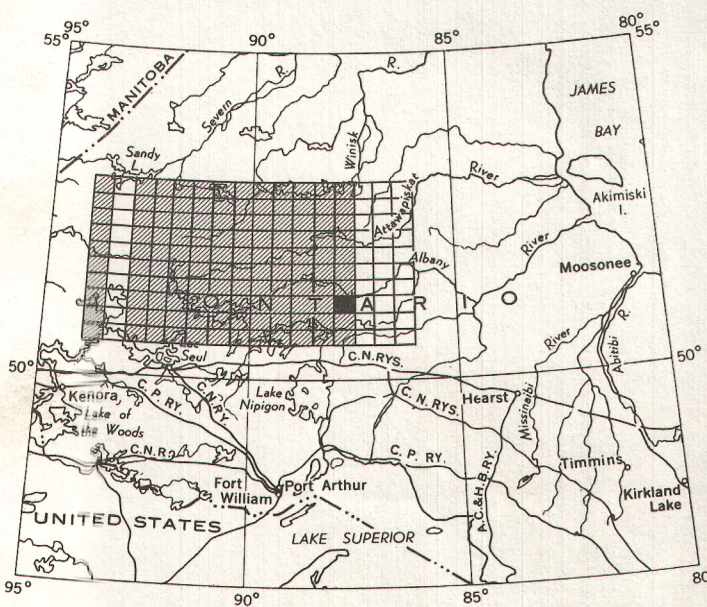 95° 90° 85° 80°
55° 55°
MANITOBA
Severn R.
R.
JAMES
BAY
Sandy
Winisk
Attawapiskat
River
Akimiski
I.
River
Albany
Moosonee
O N T A R I O
River
Abitibi R.
Seul
50° 50°
C.N.RYS.
Kenora
C.P.RY.
C.N.RY.
Lake
Nipigon
C.N.RYS.
Hearst
Missinaibi
Lake of
the Woods
C.N.R.
C.P.RY.
Timmins
Fort
William
Port Arthur
A.C.&H.B.RY.
Kirkland
Lake
UNITED STATES
LAKE SUPERIOR
95° 90° 85° 80